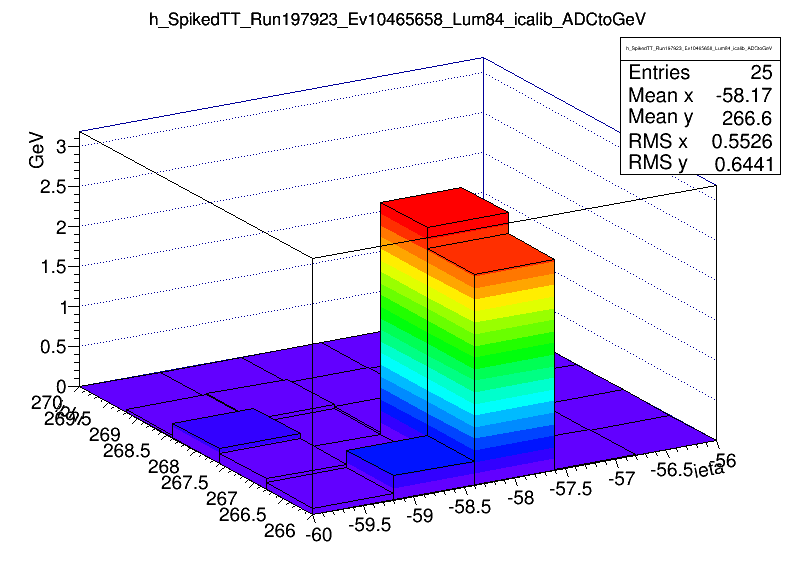 h_SpikedTT_Run197923_Ev10465658_Lum84_icalib_ADCtoGeV
h_SpikedTT_Run197923_Ev10465658_Lum84_icalib_ADCtoGeV
Entries 25
Mean x -58.17
Mean y 266.6
RMS x 0.5526
RMS y 0.6441
GeV
3
2.5
2
1.5
1
0.5
0
270
269.5
269
268.5
268
267.5
267
266.5
266
-60
-59.5
-59
-58.5
-58
-57.5
-57
-56.5
-56
ieta